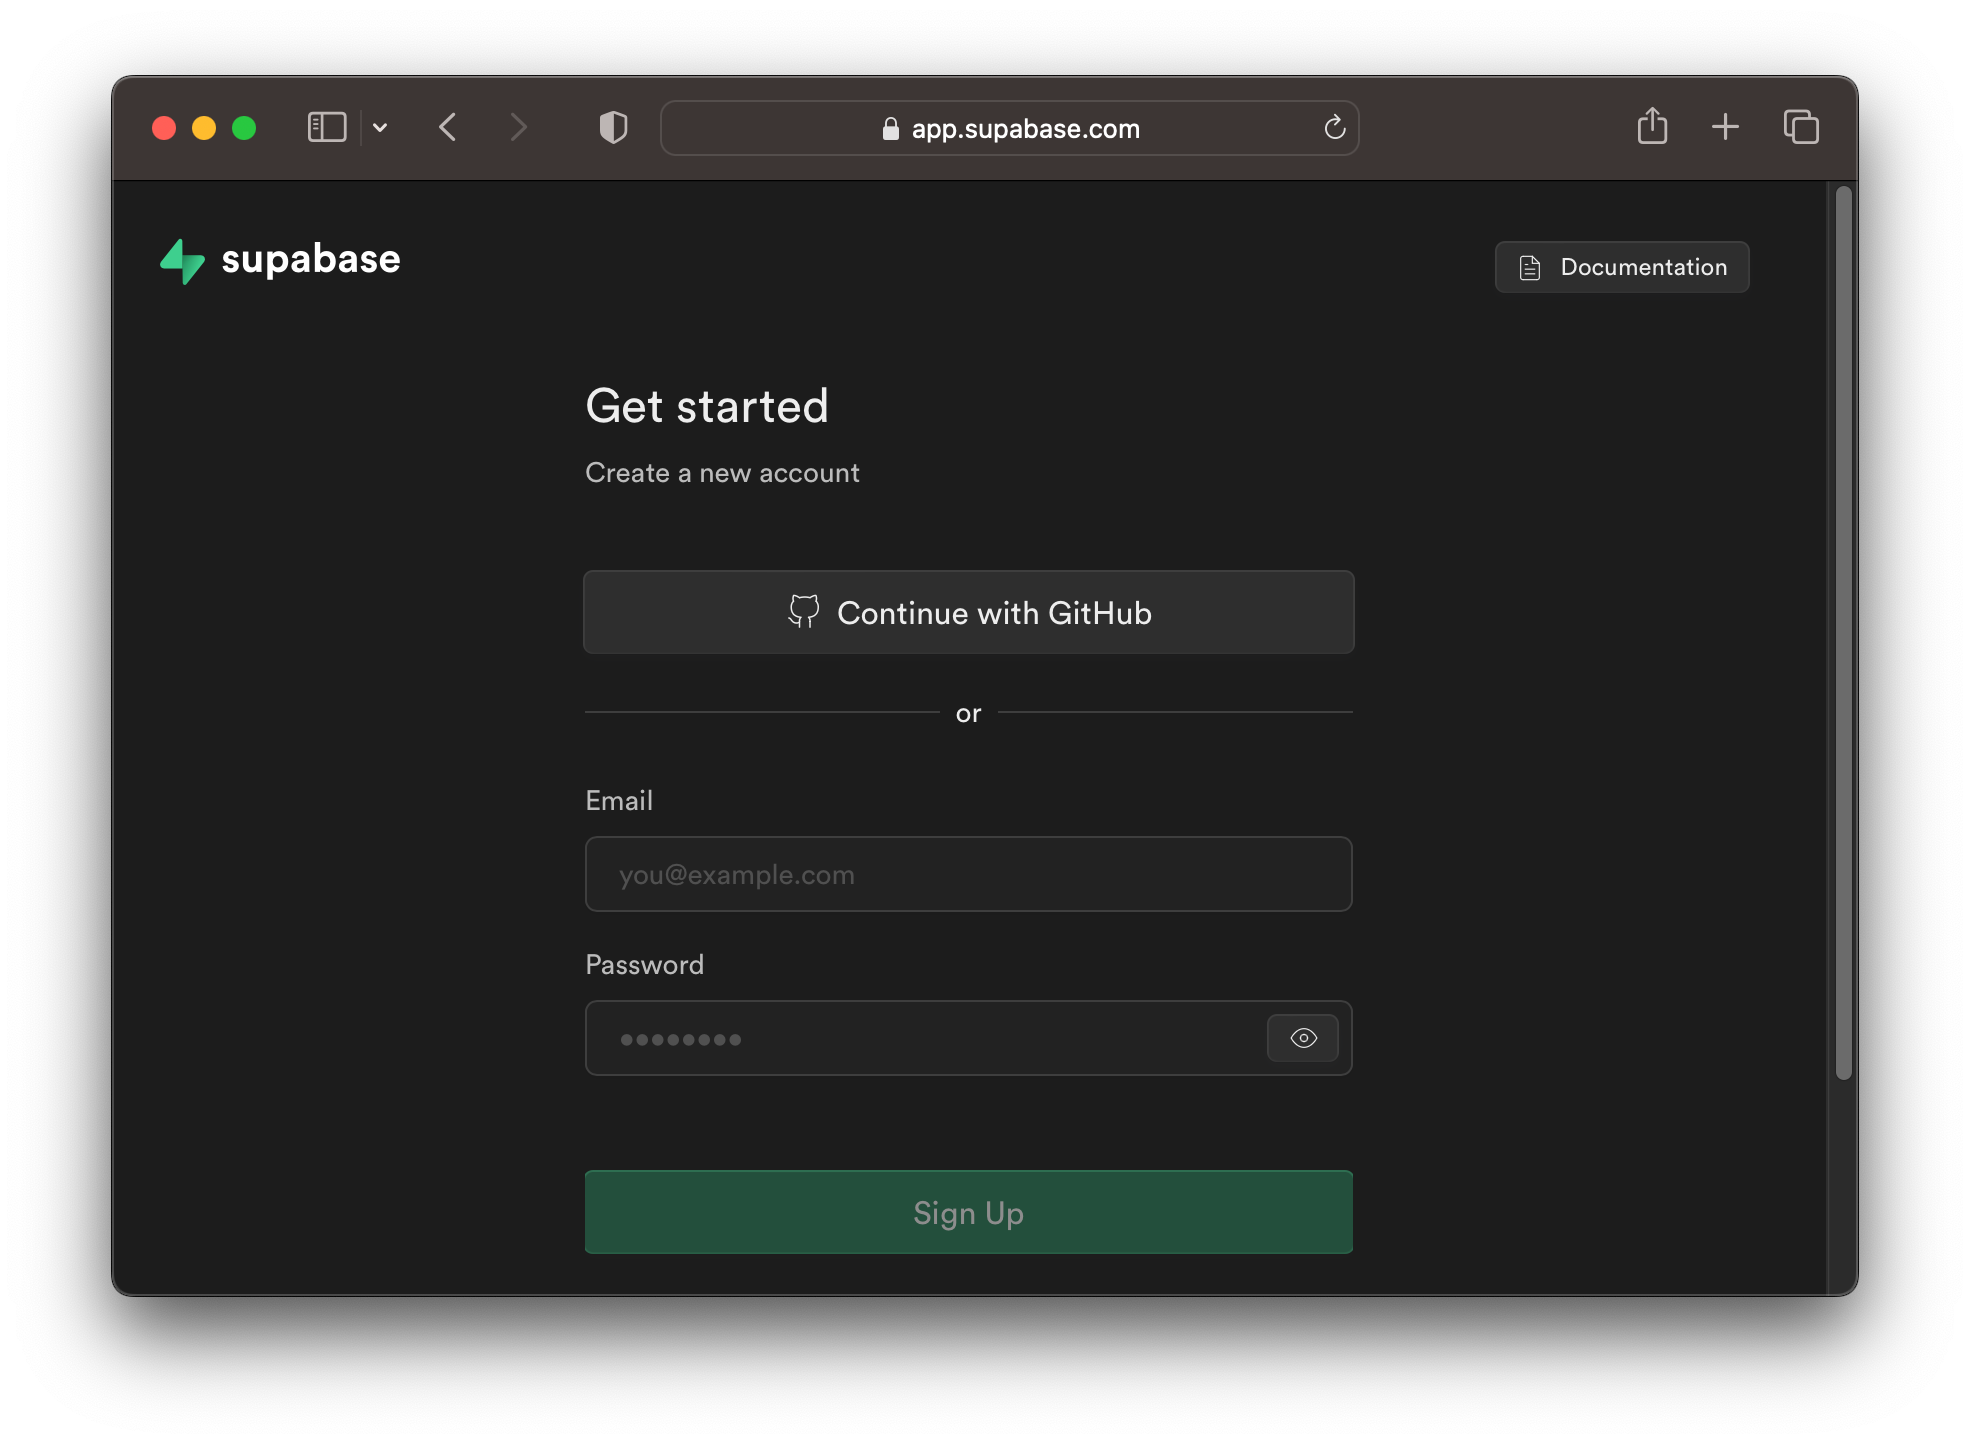 app.supabase.com
supabase
Documentation
Get started
Create a new account
Continue with GitHub
or
Email
you@example.com
Password
Sign Up